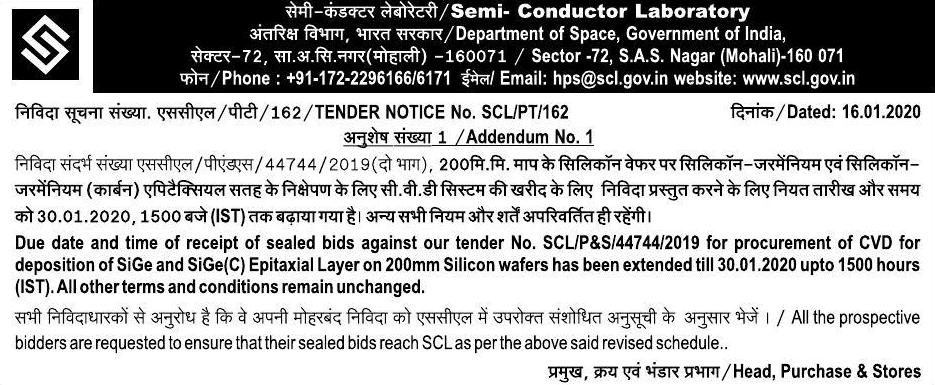 सेमी-कंडक्टर लेबोरेटरी/Semi- Conductor Laboratory
अंतरिक्ष विभाग, भारत सरकार/Department of Space, Government of India,
सेक्टर-72, सा.अ.सि.नगर(मोहाली) -160071 / Sector -72, S.A.S. Nagar (Mohali)-160 071
फोन/Phone : +91-172-2296166/6171 ईमेल/ Email: hps@scl.gov.in website: www.scl.gov.in
निविदा सूचना संख्या. एससीएल/पीटी/162/TENDER NOTICE No. SCL/PT/162 दिनांक/Dated: 16.01.2020
अनुशेष संख्या 1 /Addendum No. 1
निविदा संदर्भ संख्या एससीएल/पीएंडएस/44744/2019(दो भाग), 200मि.मि. माप के सिलिकॉन वेफर पर सिलिकॉन-जरमेनियम एवं सिलिकॉन-
जरमेनियम (कार्बन) एपिटैक्सियल सतह के निक्षेपण के लिए सी.वी.डी सिस्टम की खरीद के लिए निविदा प्रस्तुत करने के लिए नियत तारीख और समय
को 30.01.2020, 1500 बजे (IST) तक बढ़ाया गया है। अन्य सभी नियम और शर्तें अपरिवर्तित ही रहेंगी।
Due date and time of receipt of sealed bids against our tender No. SCL/P&S/44744/2019 for procurement of CVD for
deposition of SiGe and SiGe(C) Epitaxial Layer on 200mm Silicon wafers has been extended till 30.01.2020 upto 1500 hours
(IST). All other terms and conditions remain unchanged.
सभी निविदाधारकों से अनुरोध है कि वे अपनी मोहरबंद निविदा को एससीएल में उपरोक्त संशोधित अनुसूची के अनुसार भेजें । / All the prospective
bidders are requested to ensure that their sealed bids reach SCL as per the above said revised schedule..
प्रमुख, क्रय एवं भंडार प्रभाग/Head, Purchase & Stores